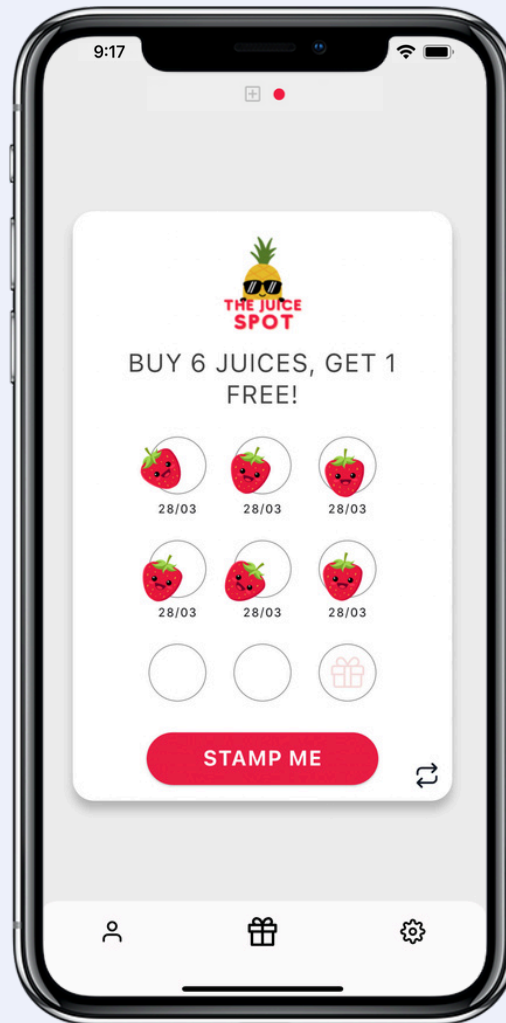 9:17
THE JUICE
SPOT
BUY 6 JUICES, GET 1
FREE!
28/03 28/03 28/03
28/03 28/03 28/03
STAMP ME